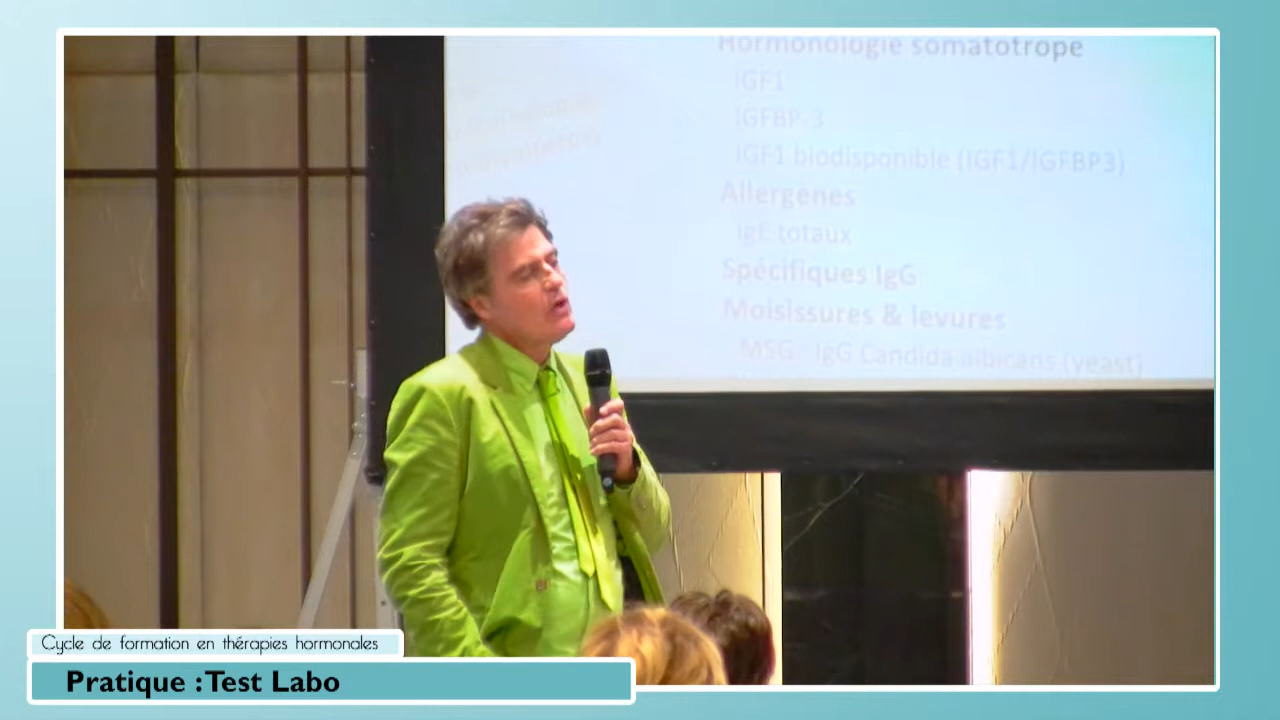 Hormonologie somatotrope
IGF1
IGFBP-3
IGF1 biodisponible (IGF1/IGFBP3)
Allergènes
IgE totaux
Spécifiques IgG
Moisissures & levures
MSG : IgG Candida albicans (yeast)
Cycle de formation en thérapies hormonales
Pratique : Test Labo